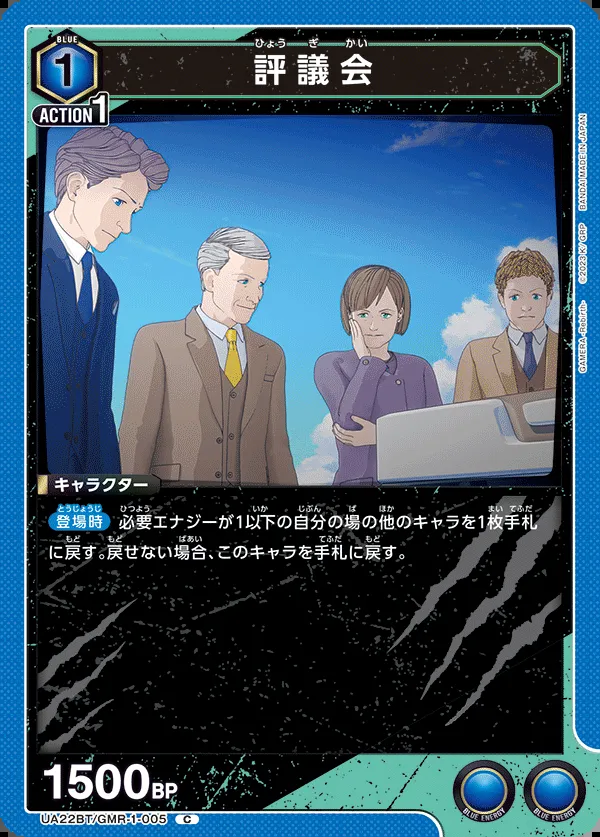 BLUE
1
ひょうぎかい
評議会
ACTION 1
©2023 K/ GRP BANDAI MADE IN JAPAN
GAMERA -Rebirth-
キャラクター
とうじょうじ ひつよう いか じぶん ば ほか まい てふだ
登場時 必要エナジーが1以下の自分の場の他のキャラを1枚手札
もど もど ばあい てふだ もど
に戻す。戻せない場合、このキャラを手札に戻す。
1500BP
BLUE ENERGY BLUE ENERGY
UA22BT/GMR-1-005 C